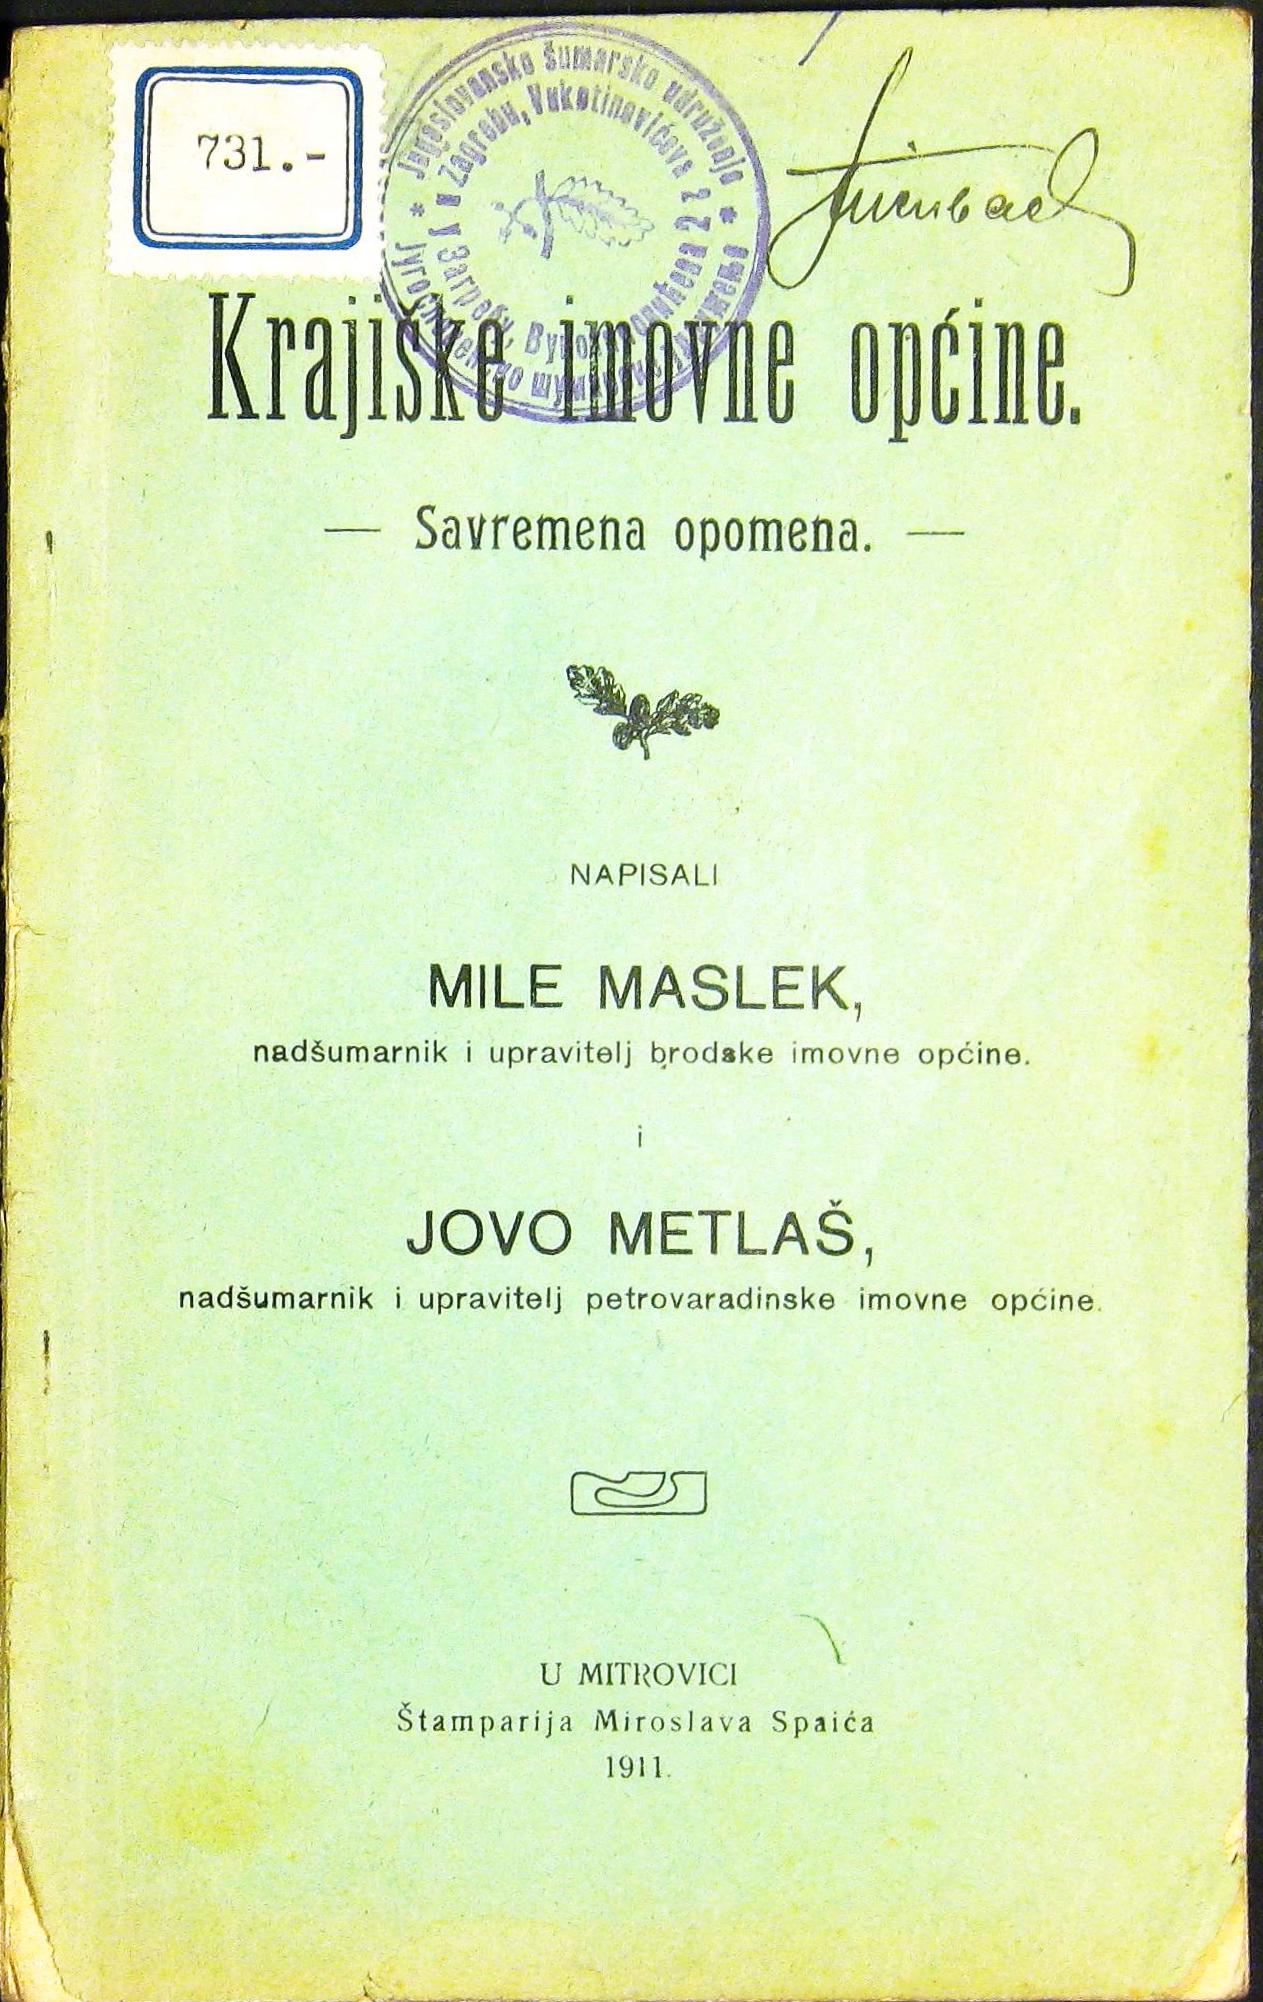 731.-
* Jugoslavensko šumarsko udruženje *
u Zagrebu, Vukotinovićeva 2
Krajiške imovne općine.
— Savremena opomena. —
NAPISALI
MILE MASLEK,
nadšumarnik i upravitelj brodske imovne općine.
i
JOVO METLAŠ,
nadšumarnik i upravitelj petrovaradinske imovne općine.
U MITROVICI
Štamparija Miroslava Spaića
1911.